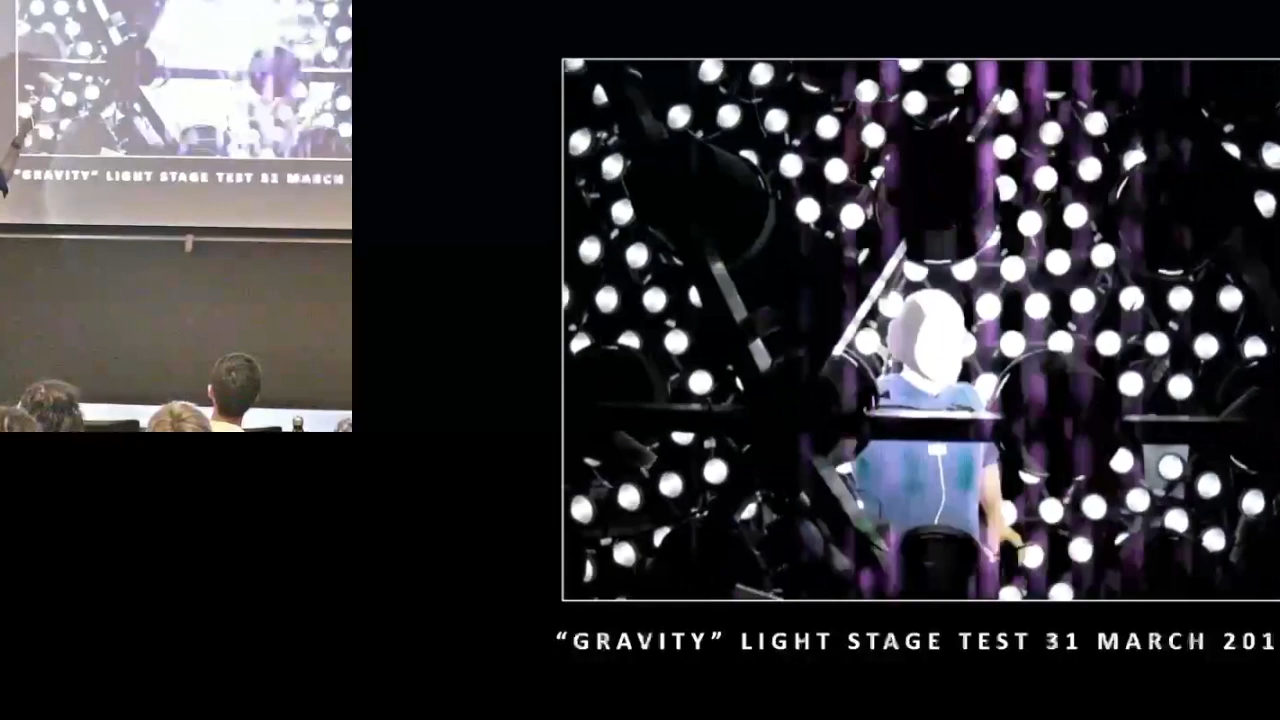 "GRAVITY" LIGHT STAGE TEST 31 MARCH
“GRAVITY” LIGHT STAGE TEST 31 MARCH 201